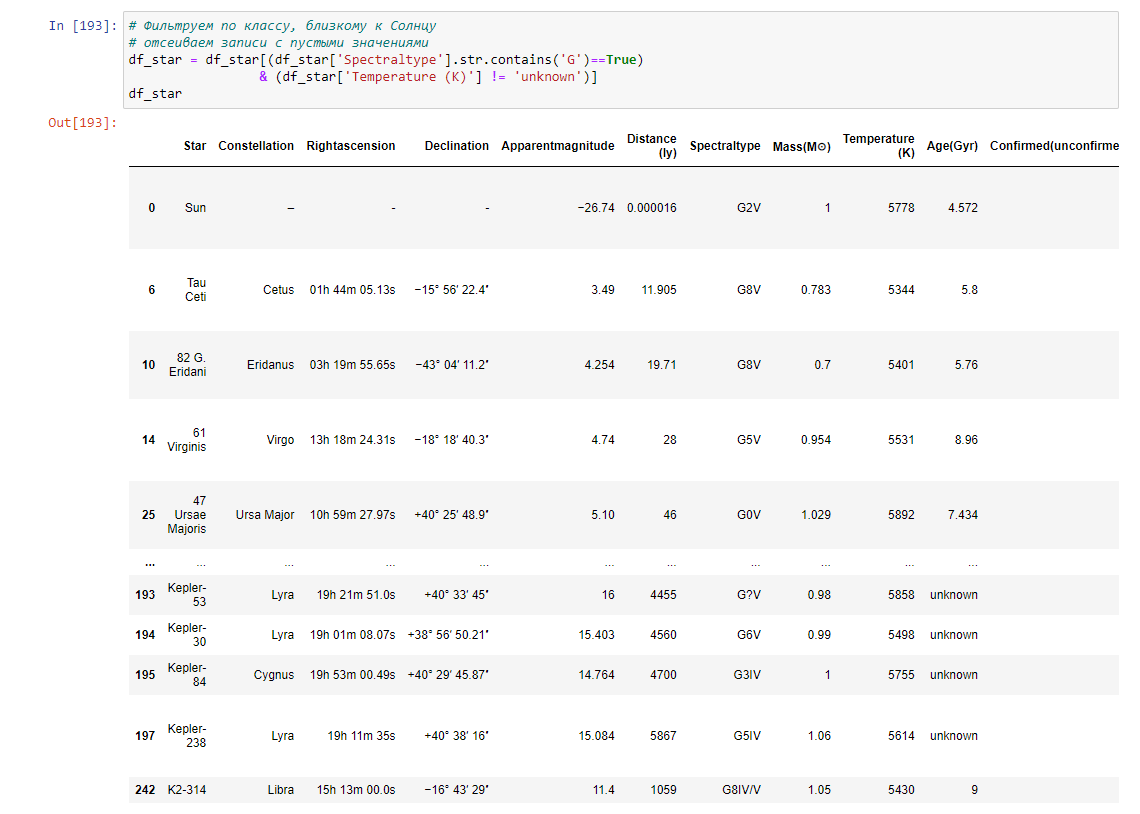 In [193]: # Фильтруем по классу, близкому к Солнцу
# отсеиваем записи с пустыми значениями
df_star = df_star[(df_star['Spectraltype'].str.contains('G')==True)
& (df_star['Temperature (K)'] != 'unknown')]
df_star
Out[193]:
Star Constellation Rightascension Declination Apparentmagnitude Distance (ly) Spectraltype Mass(M⊙) Temperature (K) Age(Gyr) Confirmed(unconfirme
0 Sun – - - −26.74 0.000016 G2V 1 5778 4.572
6 Tau Ceti Cetus 01h 44m 05.13s −15° 56′ 22.4″ 3.49 11.905 G8V 0.783 5344 5.8
10 82 G. Eridani Eridanus 03h 19m 55.65s −43° 04′ 11.2″ 4.254 19.71 G8V 0.7 5401 5.76
14 61 Virginis Virgo 13h 18m 24.31s −18° 18′ 40.3″ 4.74 28 G5V 0.954 5531 8.96
25 47 Ursae Majoris Ursa Major 10h 59m 27.97s +40° 25′ 48.9″ 5.10 46 G0V 1.029 5892 7.434
... ... ... ... ... ... ... ... ... ... ...
193 Kepler-53 Lyra 19h 21m 51.0s +40° 33′ 45″ 16 4455 G?V 0.98 5858 unknown
194 Kepler-30 Lyra 19h 01m 08.07s +38° 56′ 50.21″ 15.403 4560 G6V 0.99 5498 unknown
195 Kepler-84 Cygnus 19h 53m 00.49s +40° 29′ 45.87″ 14.764 4700 G3IV 1 5755 unknown
197 Kepler-238 Lyra 19h 11m 35s +40° 38′ 16″ 15.084 5867 G5IV 1.06 5614 unknown
242 K2-314 Libra 15h 13m 00.0s −16° 43′ 29″ 11.4 1059 G8IV/V 1.05 5430 9